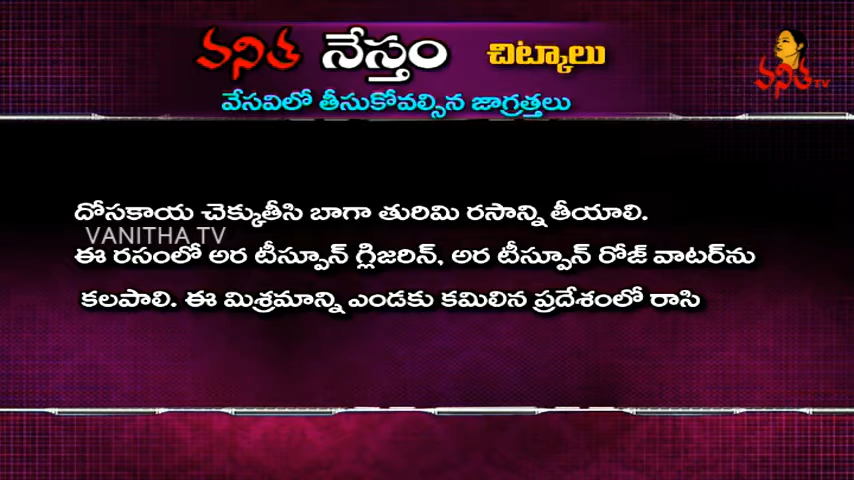 వనిత నేస్తం చిట్కాలు
వనిత TV
వేసవిలో తీసుకోవల్సిన జాగ్రత్తలు
దోసకాయ చెక్కుతీసి బాగా తురిమి రసాన్ని తీయాలి.
VANITHA TV
ఈ రసంలో అర టీస్పూన్ గ్లిజరిన్, అర టీస్పూన్ రోజ్ వాటర్‌ను
కలపాలి. ఈ మిశ్రమాన్ని ఎండకు కమిలిన ప్రదేశంలో రాసి